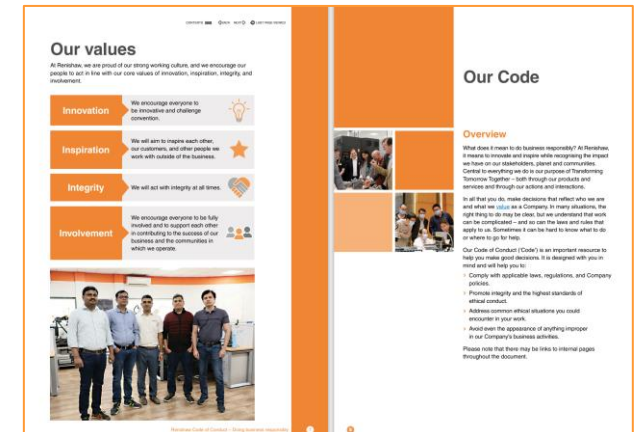 CONTENTS
BACK
NEXT
LAST PAGE VIEWED
Our values
At Renishaw, we are proud of our strong working culture, and we encourage our
people to act in line with our core values of innovation, inspiration, integrity, and
involvement.
Innovation
We encourage everyone to
be innovative and challenge
convention.
Inspiration
We will aim to inspire each other,
our customers, and other people we
work with outside of the business.
Integrity
We will act with integrity at all times.
Involvement
We encourage everyone to be fully
involved and to support each other
in contributing to the success of our
business and the communities in
which we operate.
Renishaw Code of Conduct – Doing business responsibly
Our Code
Overview
What does it mean to do business responsibly? At Renishaw,
it means to innovate and inspire while recognising the impact
we have on our stakeholders, planet and communities.
Central to everything we do is our purpose of Transforming
Tomorrow Together – both through our products and
services and through our actions and interactions.
In all that you do, make decisions that reflect who we are
and what we value as a Company. In many situations, the
right thing to do may be clear, but we understand that work
can be complicated – and so can the laws and rules that
apply to us. Sometimes it can be hard to know what to do
or where to go for help.
Our Code of Conduct ('Code') is an important resource to
help you make good decisions. It is designed with you in
mind and will help you to:
Comply with applicable laws, regulations, and Company
policies.
Promote integrity and the highest standards of
ethical conduct.
Address common ethical situations you could
encounter in your work.
Avoid even the appearance of anything improper
in our Company's business activities.
Please note that there may be links to internal pages
throughout the document.